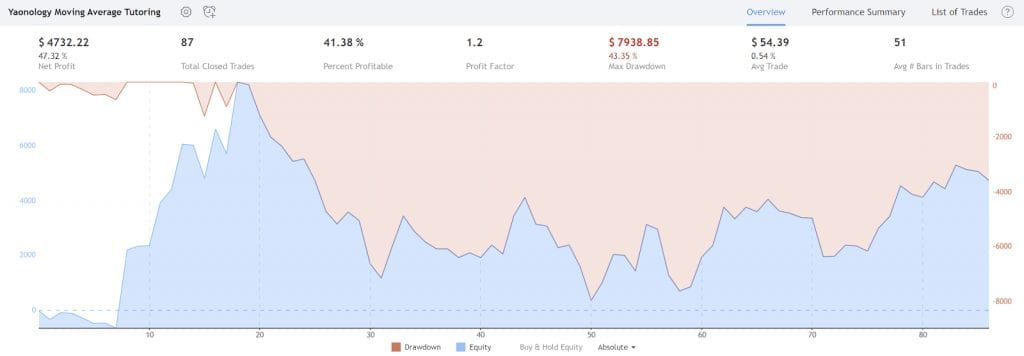 Yaonology Moving Average Tutoring
Overview Performance Summary List of Trades ?
$ 4732.22 87 41.38 % 1.2 $ 7938.85 $ 54.39 51
47.32 % 43.35 % 0.54 %
Net Profit Total Closed Trades Percent Profitable Profit Factor Max Drawdown Avg Trade Avg # Bars in Trades
8000 0
6000 -2000
4000 -4000
2000 -6000
0 -8000
10 20 30 40 50 60 70 80
Drawdown Equity Buy & Hold Equity Absolute